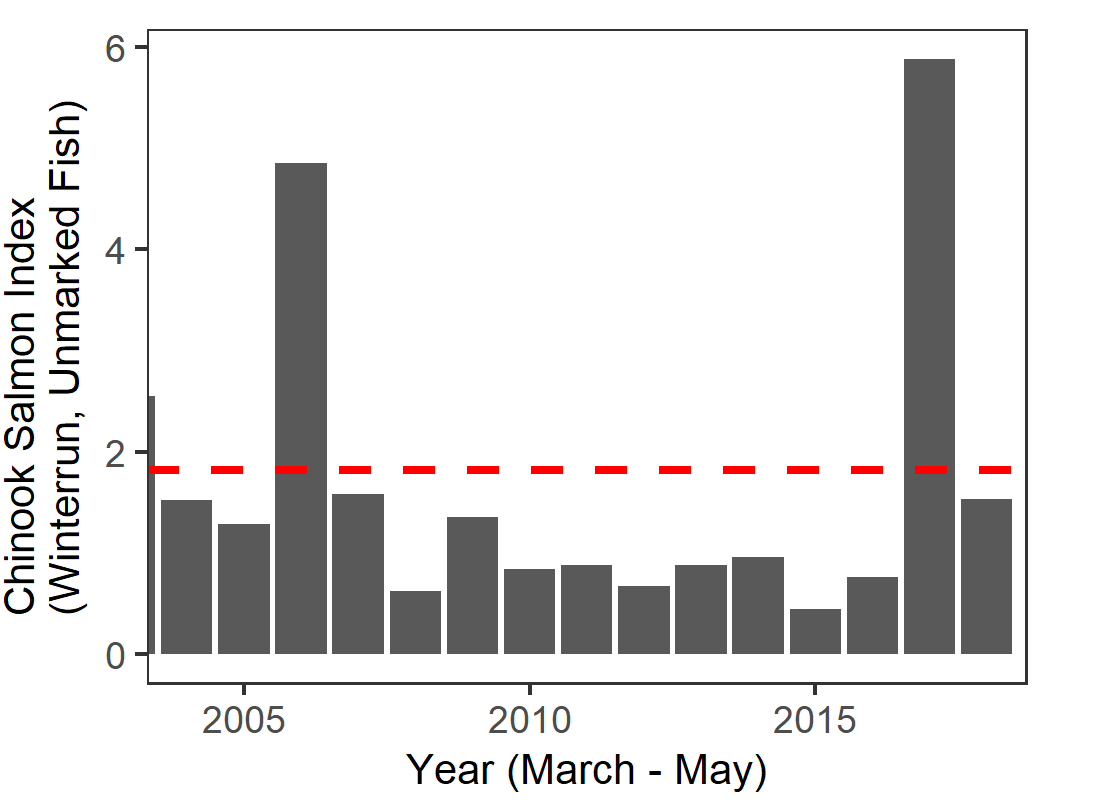 Chinook Salmon Index
(Winterrun, Unmarked Fish)
6
4
2
0
2005 2010 2015
Year (March - May)